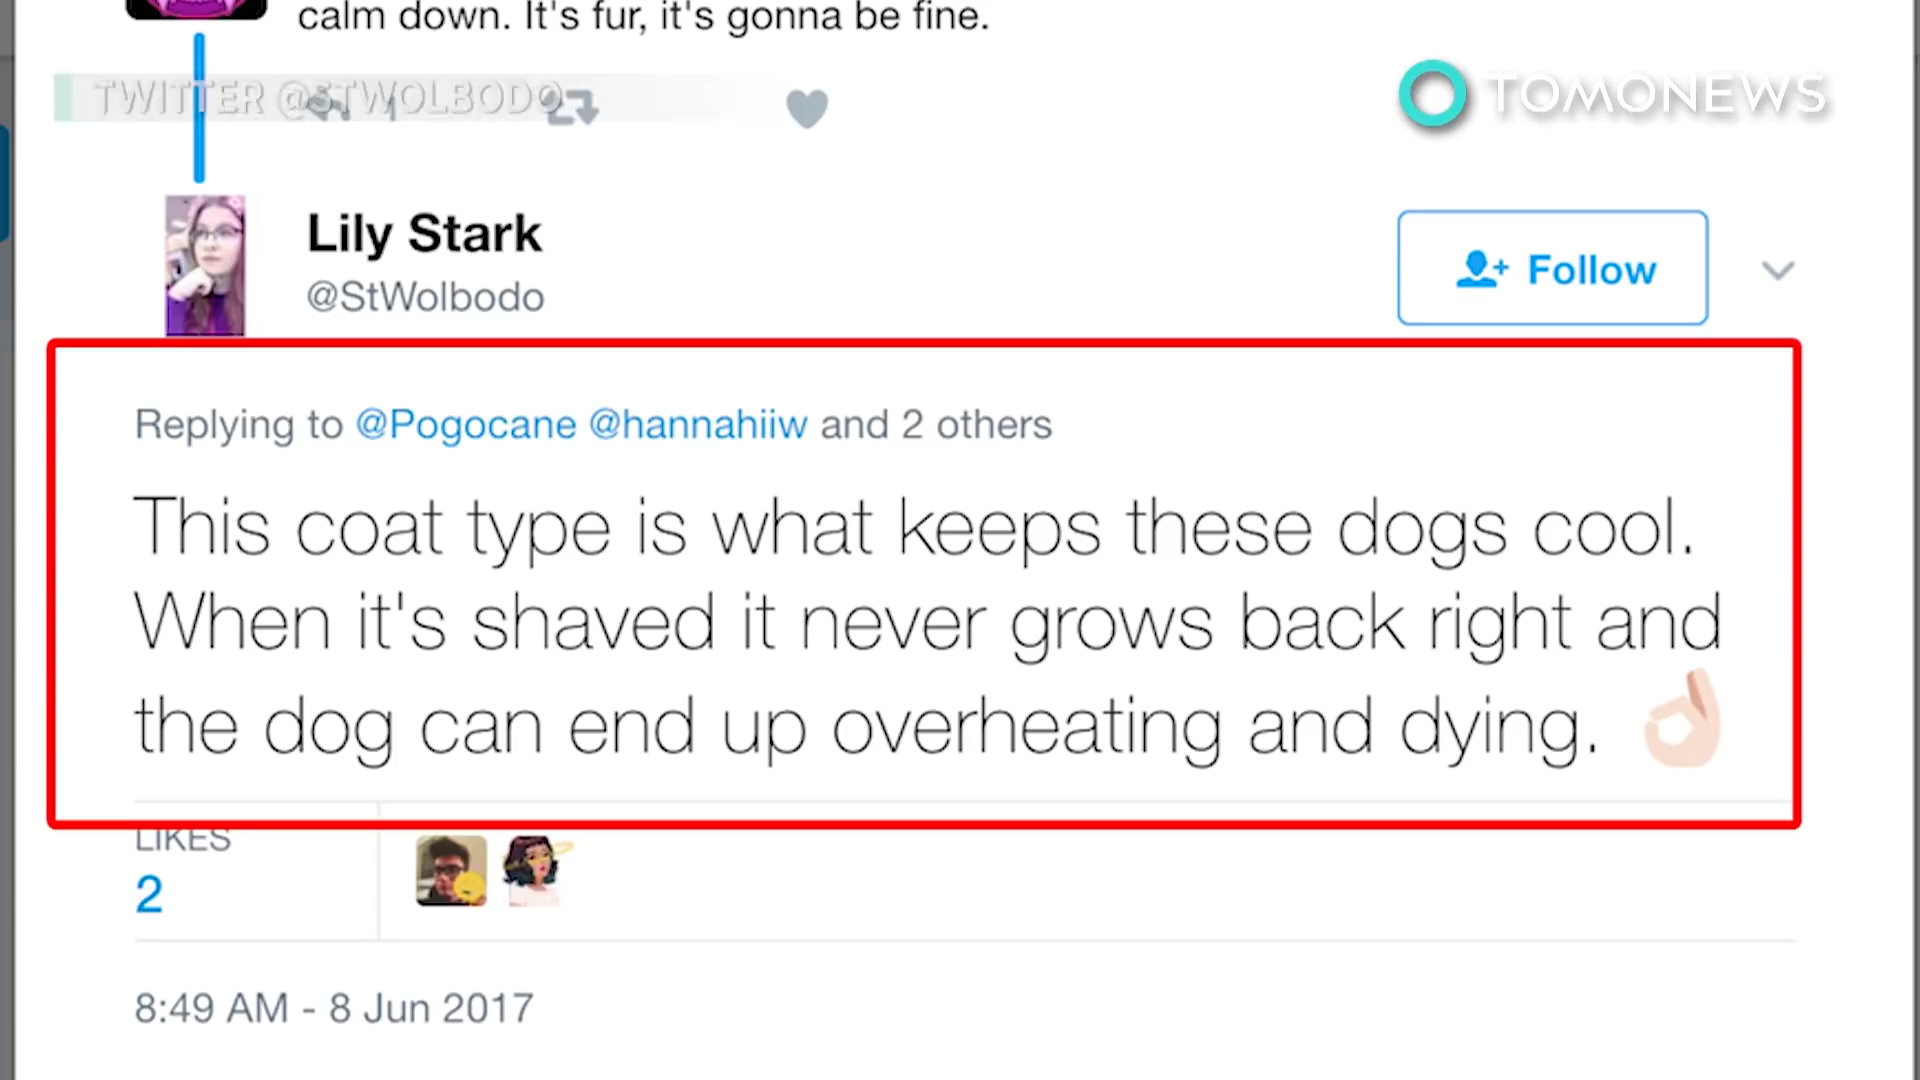 calm down. It's fur, it's gonna be fine.
TWITTER @STWOLBODO
1
TOMONEWS
Lily Stark
@StWolbodo
Follow
Replying to @Pogocane @hannahiiw and 2 others
This coat type is what keeps these dogs cool.
When it's shaved it never grows back right and
the dog can end up overheating and dying. 👌🏻
LIKES
2
8:49 AM - 8 Jun 2017